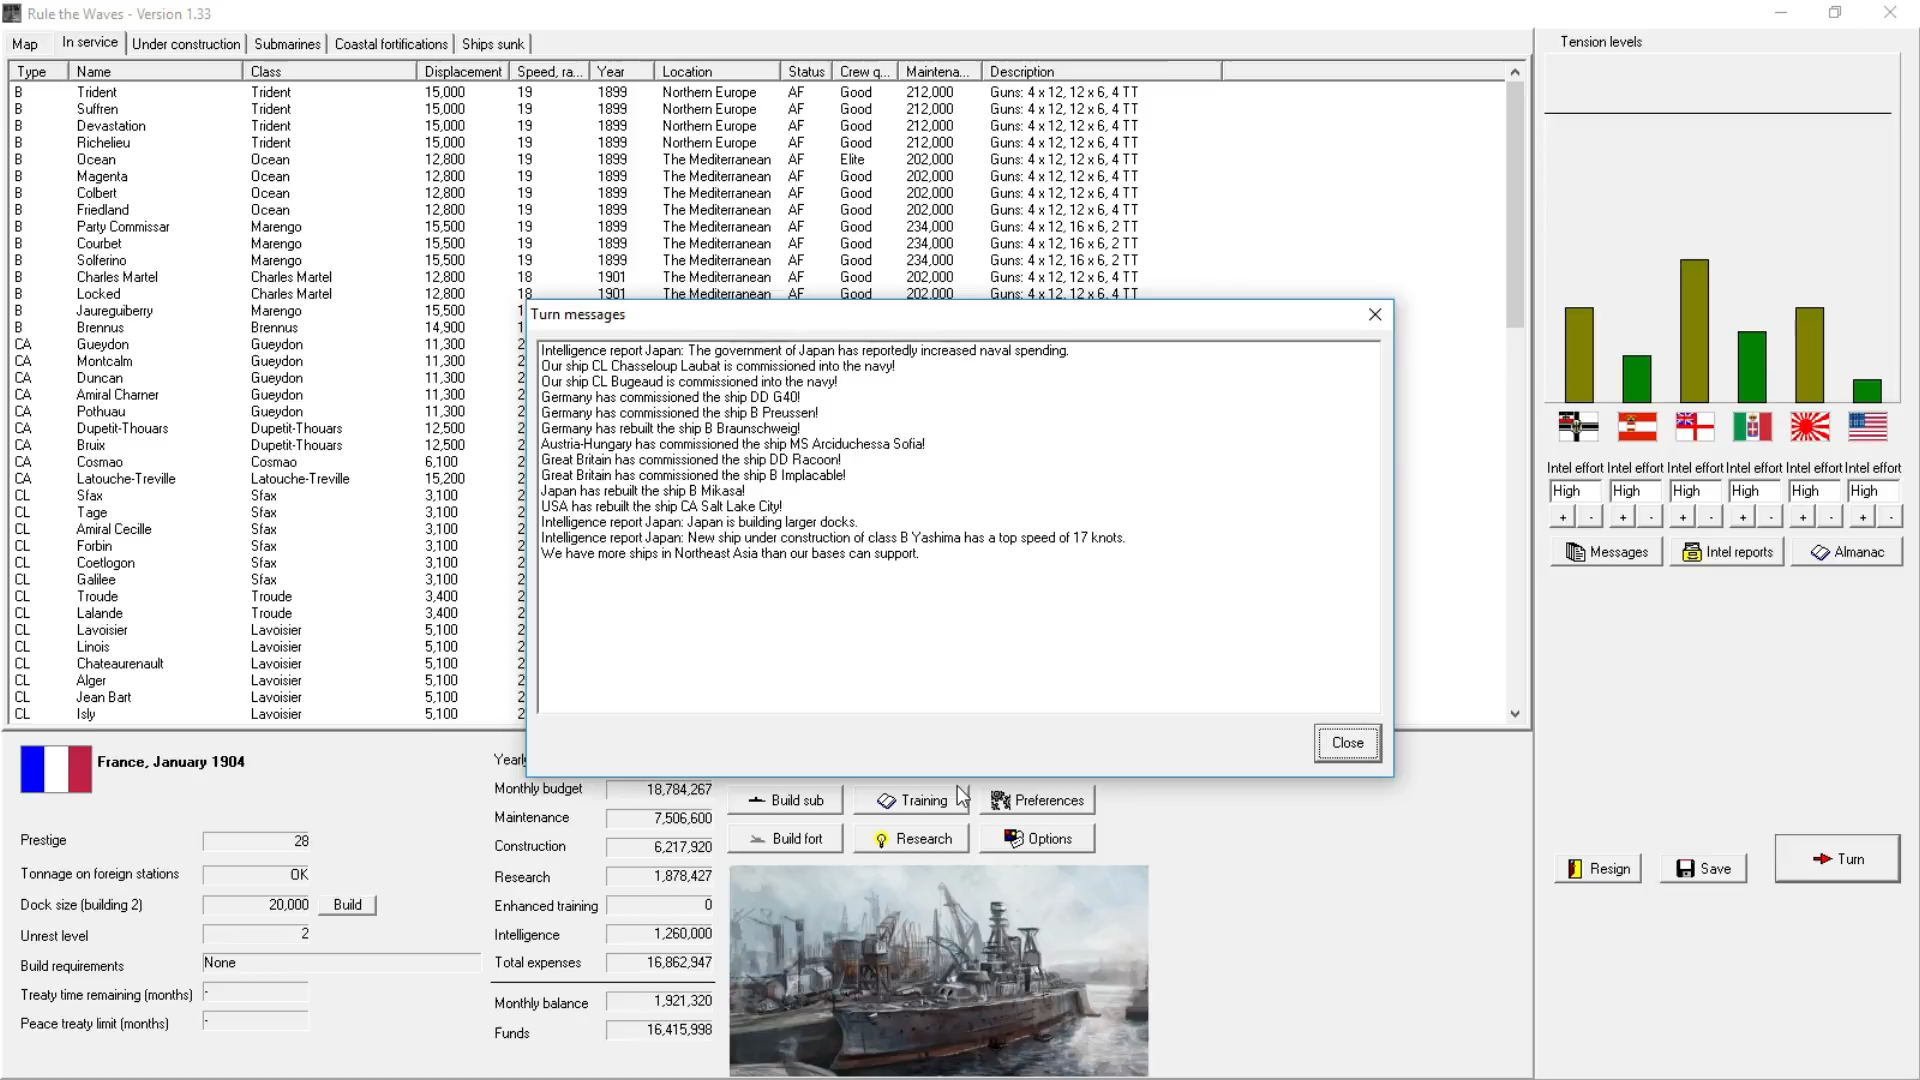 Rule the Waves - Version 1.33
Map In service Under construction Submarines Coastal fortifications Ships sunk
Type Name Class Displacement Speed, ra... Year Location Status Crew q... Maintena... Description
B Trident Trident 15,000 19 1899 Northern Europe AF Good 212,000 Guns: 4 x 12, 12 x 6, 4 TT
B Suffren Trident 15,000 19 1899 Northern Europe AF Good 212,000 Guns: 4 x 12, 12 x 6, 4 TT
B Devastation Trident 15,000 19 1899 Northern Europe AF Good 212,000 Guns: 4 x 12, 12 x 6, 4 TT
B Richelieu Trident 15,000 19 1899 Northern Europe AF Good 212,000 Guns: 4 x 12, 12 x 6, 4 TT
B Ocean Ocean 12,800 19 1899 The Mediterranean AF Elite 202,000 Guns: 4 x 12, 12 x 6, 4 TT
B Magenta Ocean 12,800 19 1899 The Mediterranean AF Good 202,000 Guns: 4 x 12, 12 x 6, 4 TT
B Colbert Ocean 12,800 19 1899 The Mediterranean AF Good 202,000 Guns: 4 x 12, 12 x 6, 4 TT
B Friedland Ocean 12,800 19 1899 The Mediterranean AF Good 202,000 Guns: 4 x 12, 12 x 6, 4 TT
B Party Commissar Marengo 15,500 19 1899 The Mediterranean AF Good 234,000 Guns: 4 x 12, 16 x 6, 2 TT
B Courbet Marengo 15,500 19 1899 The Mediterranean AF Good 234,000 Guns: 4 x 12, 16 x 6, 2 TT
B Solferino Marengo 15,500 19 1899 The Mediterranean AF Good 234,000 Guns: 4 x 12, 16 x 6, 2 TT
B Charles Martel Charles Martel 12,800 18 1901 The Mediterranean AF Good 202,000 Guns: 4 x 12, 12 x 6, 4 TT
B Locked Charles Martel 12,800 18 1901 The Mediterranean AF Good 202,000 Guns: 4 x 12, 12 x 6, 4 TT
B Jaureguiberry Marengo 15,500 1
B Brennus Brennus 14,900 1
CA Gueydon Gueydon 11,300 2
CA Montcalm Gueydon 11,300 2
CA Duncan Gueydon 11,300 2
CA Amiral Charner Gueydon 11,300 2
CA Pothuau Gueydon 11,300 2
CA Dupetit-Thouars Dupetit-Thouars 12,500 2
CA Bruix Dupetit-Thouars 12,500 2
CA Cosmao Cosmao 6,100 2
CA Latouche-Treville Latouche-Treville 15,200 2
CL Sfax Sfax 3,100 2
CL Tage Sfax 3,100 2
CL Amiral Cecille Sfax 3,100 2
CL Forbin Sfax 3,100 2
CL Coetlogon Sfax 3,100 2
CL Galilee Sfax 3,100 2
CL Troude Troude 3,400 2
CL Lalande Troude 3,400 2
CL Lavoisier Lavoisier 5,100 2
CL Linois Lavoisier 5,100 2
CL Chateaurenault Lavoisier 5,100 2
CL Alger Lavoisier 5,100 2
CL Jean Bart Lavoisier 5,100 2
CL Isly Lavoisier 5,100 2
Turn messages
Intelligence report Japan: The government of Japan has reportedly increased naval spending.
Our ship CL Chasseloup Laubat is commissioned into the navy!
Our ship CL Bugeaud is commissioned into the navy!
Germany has commissioned the ship DD G40!
Germany has commissioned the ship B Preussen!
Germany has rebuilt the ship B Braunschweig!
Austria-Hungary has commissioned the ship MS Arciduchessa Sofia!
Great Britain has commissioned the ship DD Racoon!
Great Britain has commissioned the ship B Implacable!
Japan has rebuilt the ship B Mikasa!
USA has rebuilt the ship CA Salt Lake City!
Intelligence report Japan: Japan is building larger docks.
Intelligence report Japan: New ship under construction of class B Yashima has a top speed of 17 knots.
We have more ships in Northeast Asia than our bases can support.
Close
Tension levels
Intel effort Intel effort Intel effort Intel effort Intel effort Intel effort
High High High High High High
+ - + - + - + - + - + -
Messages Intel reports Almanac
France, January 1904
Prestige 28
Tonnage on foreign stations OK
Dock size (building 2) 20,000 Build
Unrest level 2
Build requirements None
Treaty time remaining (months) -
Peace treaty limit (months) -
Yearly
Monthly budget 18,784,267
Maintenance 7,506,600
Construction 6,217,920
Research 1,878,427
Enhanced training 0
Intelligence 1,260,000
Total expenses 16,862,947
Monthly balance 1,921,320
Funds 16,415,998
Build sub Training Preferences
Build fort Research Options
Resign Save Turn